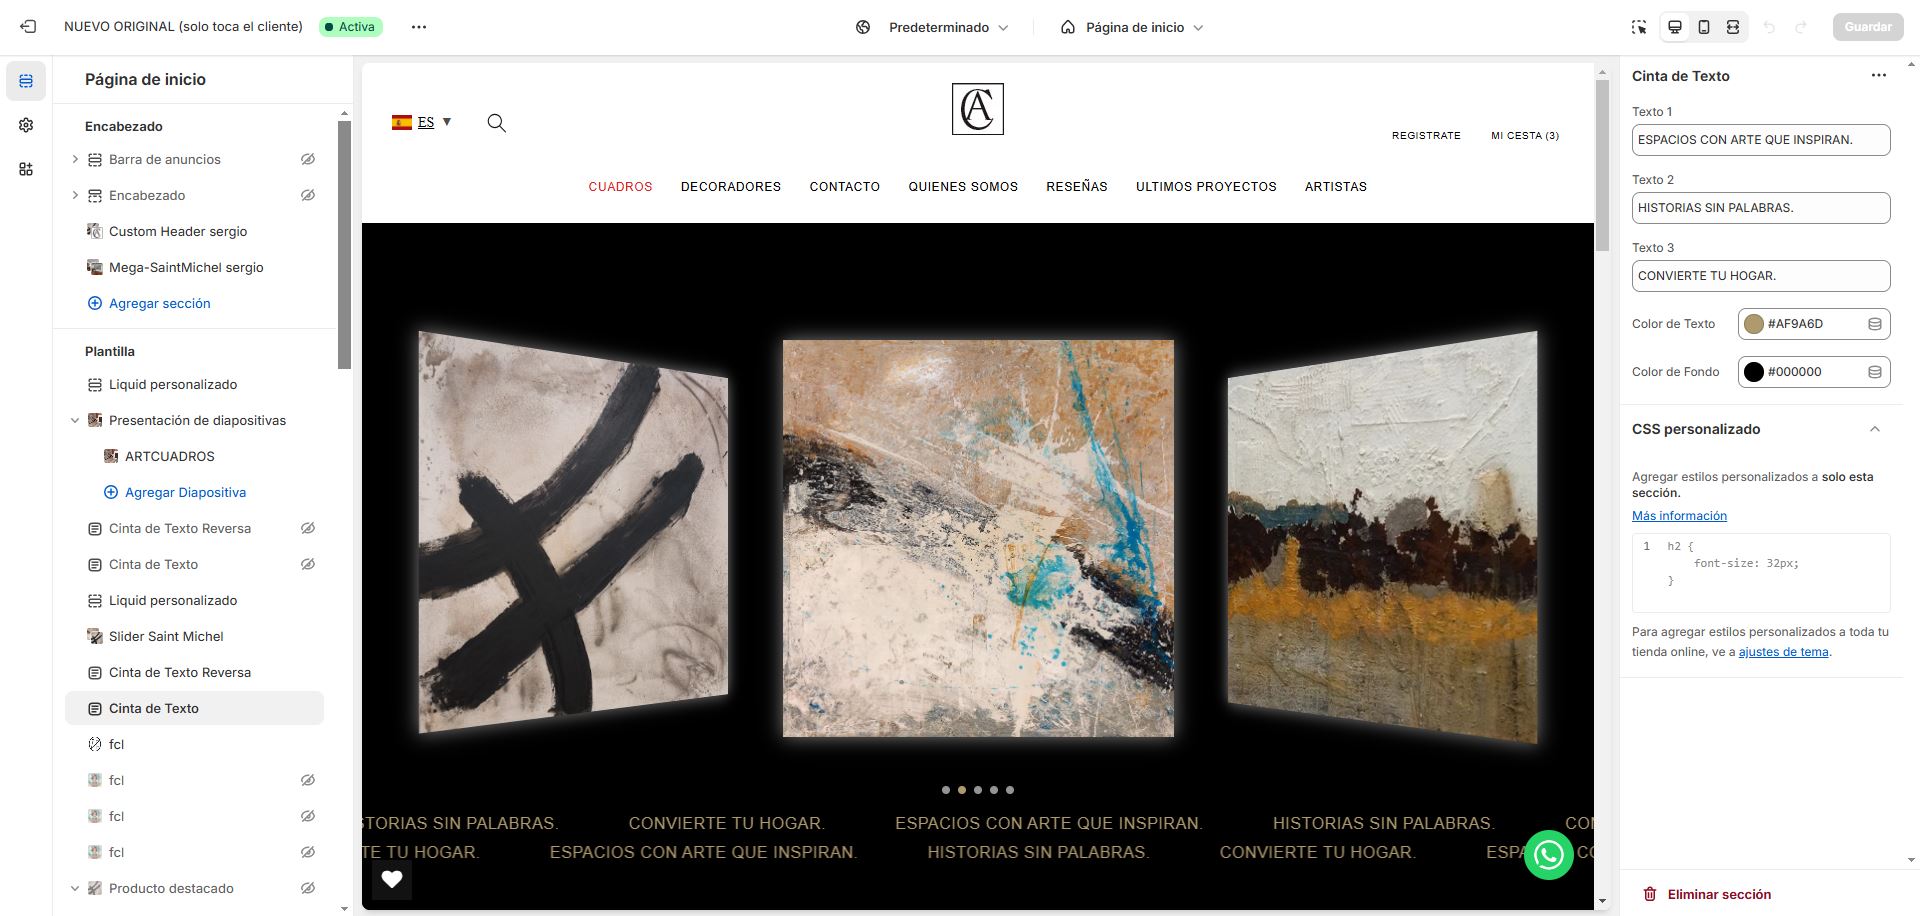 NUEVO ORIGINAL (solo toca el cliente)
Activa
Predeterminado
Página de inicio
Guardar
Página de inicio
Encabezado
Barra de anuncios
Encabezado
Custom Header sergio
Mega-SaintMichel sergio
Agregar sección
Plantilla
Liquid personalizado
Presentación de diapositivas
ARTCUADROS
Agregar Diapositiva
Cinta de Texto Reversa
Cinta de Texto
Liquid personalizado
Slider Saint Michel
Cinta de Texto Reversa
Cinta de Texto
fcl
fcl
fcl
fcl
Producto destacado
ES ▼
AC
REGISTRATE
MI CESTA (3)
CUADROS
DECORADORES
CONTACTO
QUIENES SOMOS
RESEÑAS
ULTIMOS PROYECTOS
ARTISTAS
STORIAS SIN PALABRAS. CONVIERTE TU HOGAR. ESPACIOS CON ARTE QUE INSPIRAN. HISTORIAS SIN PALABRAS. CO
TE TU HOGAR. ESPACIOS CON ARTE QUE INSPIRAN. HISTORIAS SIN PALABRAS. CONVIERTE TU HOGAR. ESPA CO
Cinta de Texto
Texto 1
ESPACIOS CON ARTE QUE INSPIRAN.
Texto 2
HISTORIAS SIN PALABRAS.
Texto 3
CONVIERTE TU HOGAR.
Color de Texto
#AF9A6D
Color de Fondo
#000000
CSS personalizado
Agregar estilos personalizados a solo esta
sección.
Más información
1 h2 {
font-size: 32px;
}
Para agregar estilos personalizados a toda tu
tienda online, ve a ajustes de tema.
Eliminar sección